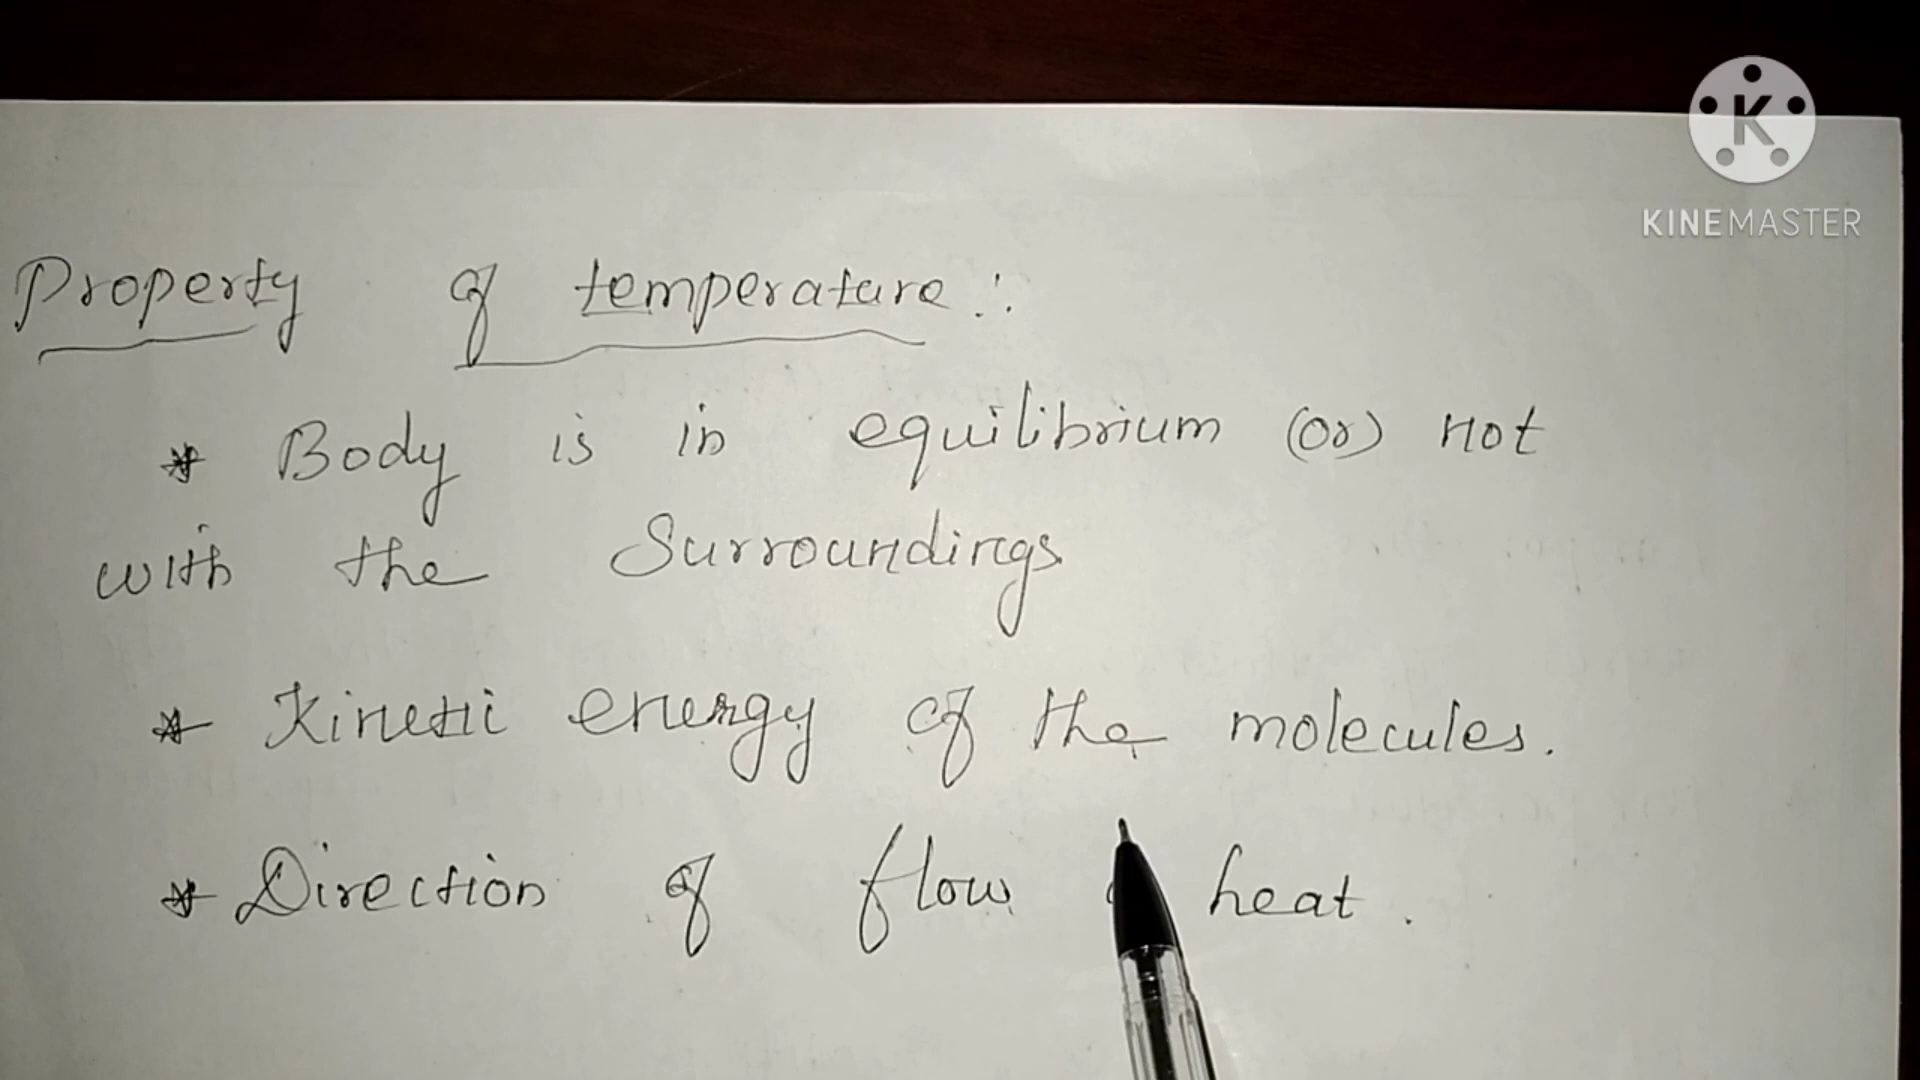 KINEMASTER
Property of temperature :.
* Body is in equilibrium (or) not
with the Surroundings
* Kinetic energy of the molecules.
* Direction of flow heat.